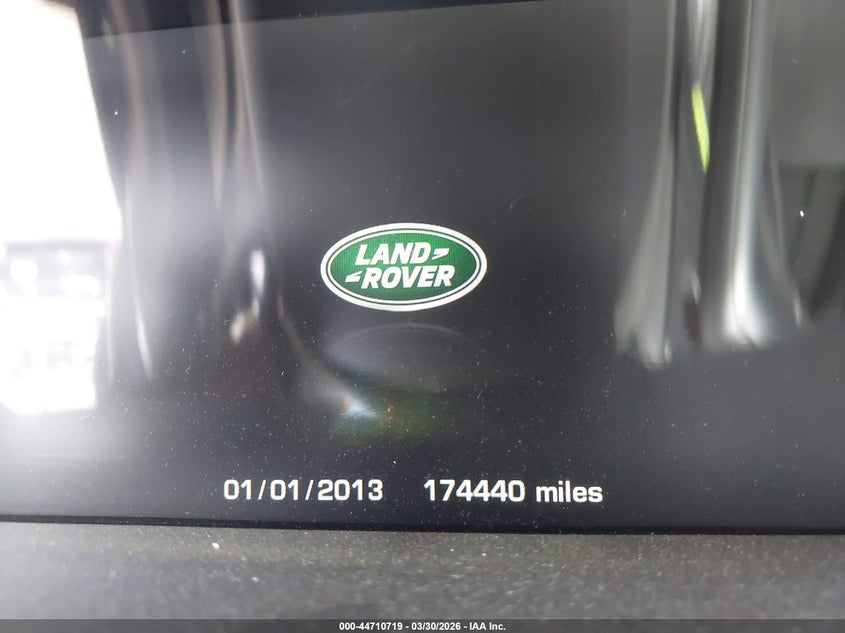 LAND
ROVER
01/01/2013 174440 miles
000-44710719 - 03/30/2026 - IAA Inc.